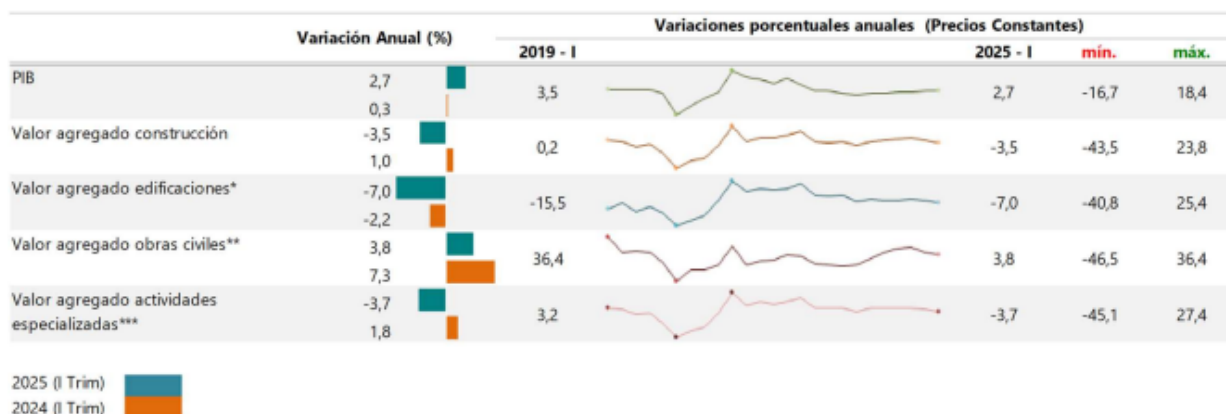 Variación Anual (%)
Variaciones porcentuales anuales (Precios Constantes)
2019 - I 2025 - I mín. máx.
PIB 2,7 3,5 2,7 -16,7 18,4
0,3
Valor agregado construcción -3,5 0,2 -3,5 -43,5 23,8
1,0
Valor agregado edificaciones* -7,0 -15,5 -7,0 -40,8 25,4
-2,2
Valor agregado obras civiles** 3,8 36,4 3,8 -46,5 36,4
7,3
Valor agregado actividades -3,7 3,2 -3,7 -45,1 27,4
especializadas*** 1,8
2025 (I Trim)
2024 (I Trim)